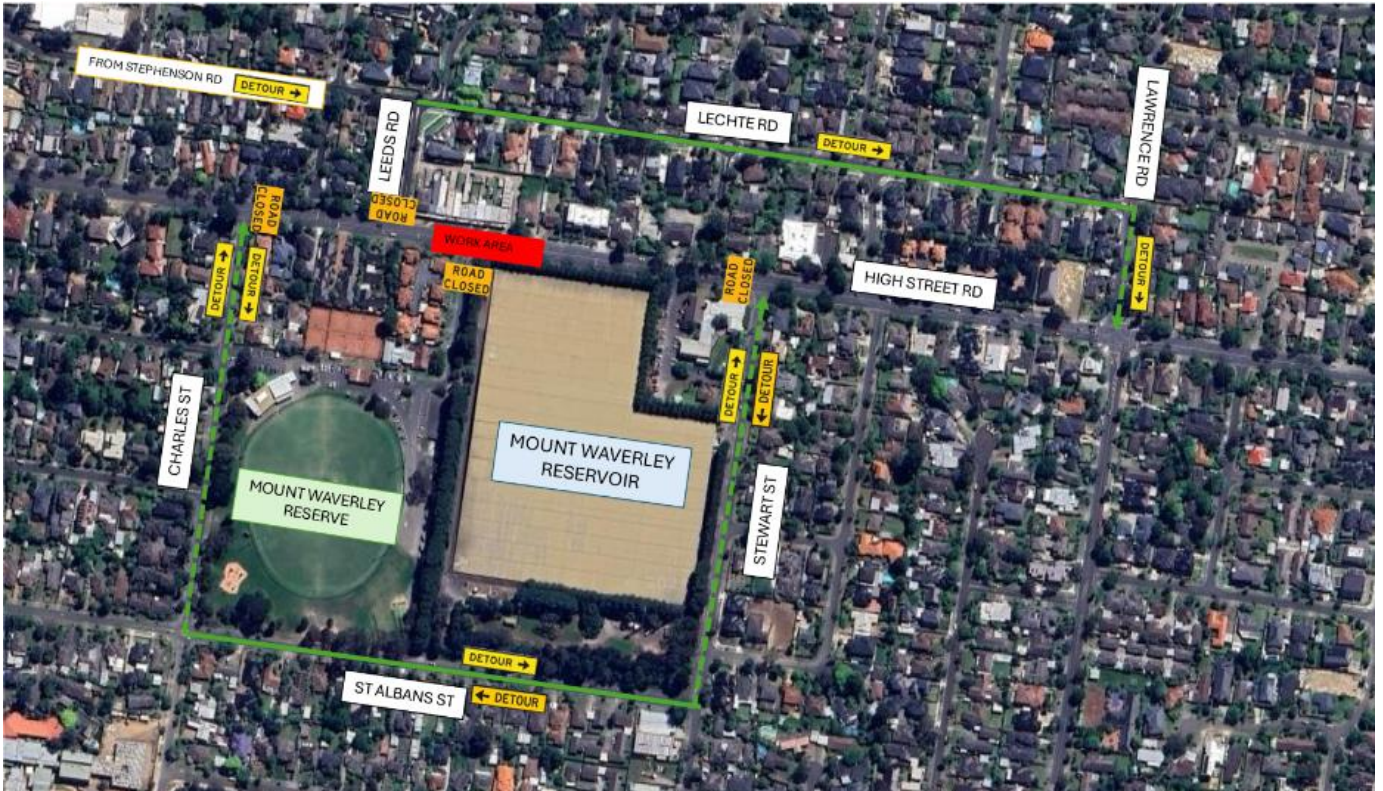 FROM STEPHENSON RD
DETOUR →
LEEDS RD
LECHTE RD
DETOUR →
LAWRENCE RD
ROAD
CLOSED
ROAD
CLOSED
WORK AREA
ROAD
CLOSED
ROAD
CLOSED
HIGH STREET RD
DETOUR →
DETOUR →
DETOUR →
DETOUR →
← DETOUR
CHARLES ST
MOUNT WAVERLEY
RESERVE
MOUNT WAVERLEY
RESERVOIR
STEWART ST
DETOUR →
ST ALBANS ST
← DETOUR